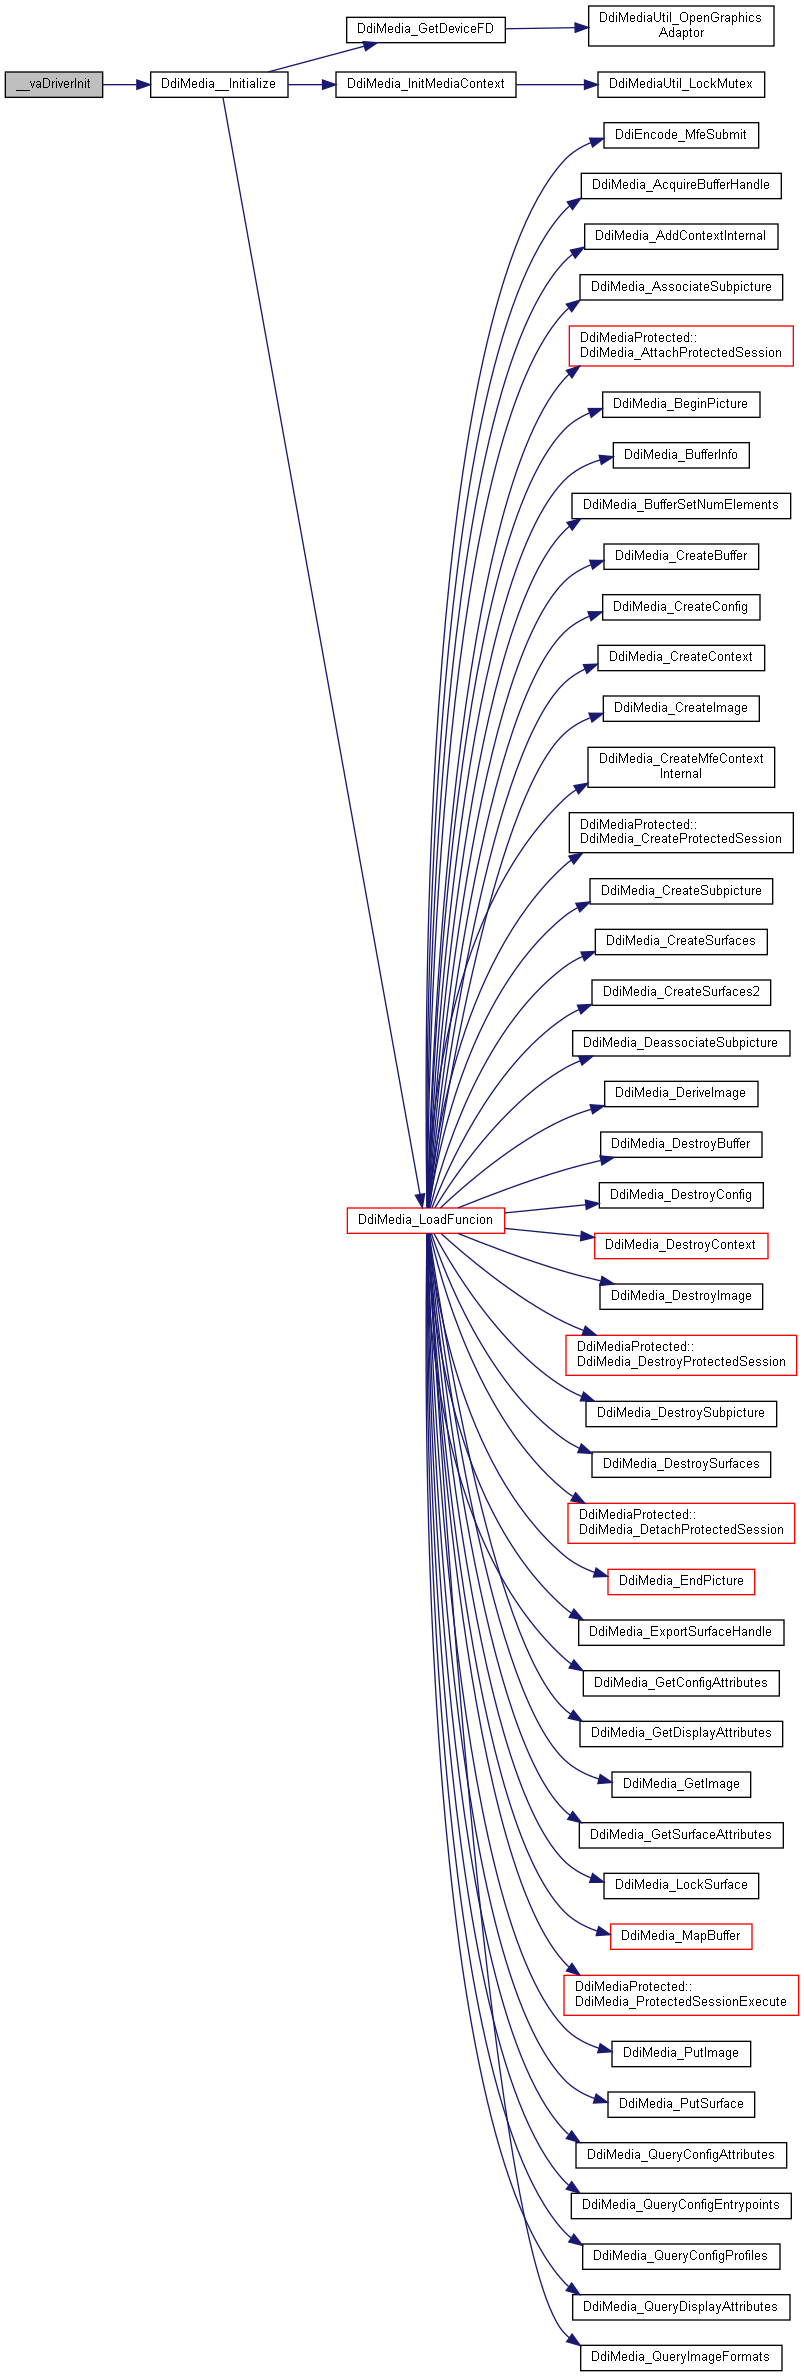 DdiMedia_GetDeviceFD
DdiMediaUtil_OpenGraphics
Adaptor
__vaDriverInit
DdiMedia__Initialize
DdiMedia_InitMediaContext
DdiMediaUtil_LockMutex
DdiEncode_MfeSubmit
DdiMedia_AcquireBufferHandle
DdiMedia_AddContextInternal
DdiMedia_AssociateSubpicture
DdiMediaProtected::
DdiMedia_AttachProtectedSession
DdiMedia_BeginPicture
DdiMedia_BufferInfo
DdiMedia_BufferSetNumElements
DdiMedia_CreateBuffer
DdiMedia_CreateConfig
DdiMedia_CreateContext
DdiMedia_CreateImage
DdiMedia_CreateMfeContext
Internal
DdiMediaProtected::
DdiMedia_CreateProtectedSession
DdiMedia_CreateSubpicture
DdiMedia_CreateSurfaces
DdiMedia_CreateSurfaces2
DdiMedia_DeassociateSubpicture
DdiMedia_DeriveImage
DdiMedia_DestroyBuffer
DdiMedia_DestroyConfig
DdiMedia_LoadFuncion
DdiMedia_DestroyContext
DdiMedia_DestroyImage
DdiMediaProtected::
DdiMedia_DestroyProtectedSession
DdiMedia_DestroySubpicture
DdiMedia_DestroySurfaces
DdiMediaProtected::
DdiMedia_DetachProtectedSession
DdiMedia_EndPicture
DdiMedia_ExportSurfaceHandle
DdiMedia_GetConfigAttributes
DdiMedia_GetDisplayAttributes
DdiMedia_GetImage
DdiMedia_GetSurfaceAttributes
DdiMedia_LockSurface
DdiMedia_MapBuffer
DdiMediaProtected::
DdiMedia_ProtectedSessionExecute
DdiMedia_PutImage
DdiMedia_PutSurface
DdiMedia_QueryConfigAttributes
DdiMedia_QueryConfigEntrypoints
DdiMedia_QueryConfigProfiles
DdiMedia_QueryDisplayAttributes
DdiMedia_QueryImageFormats